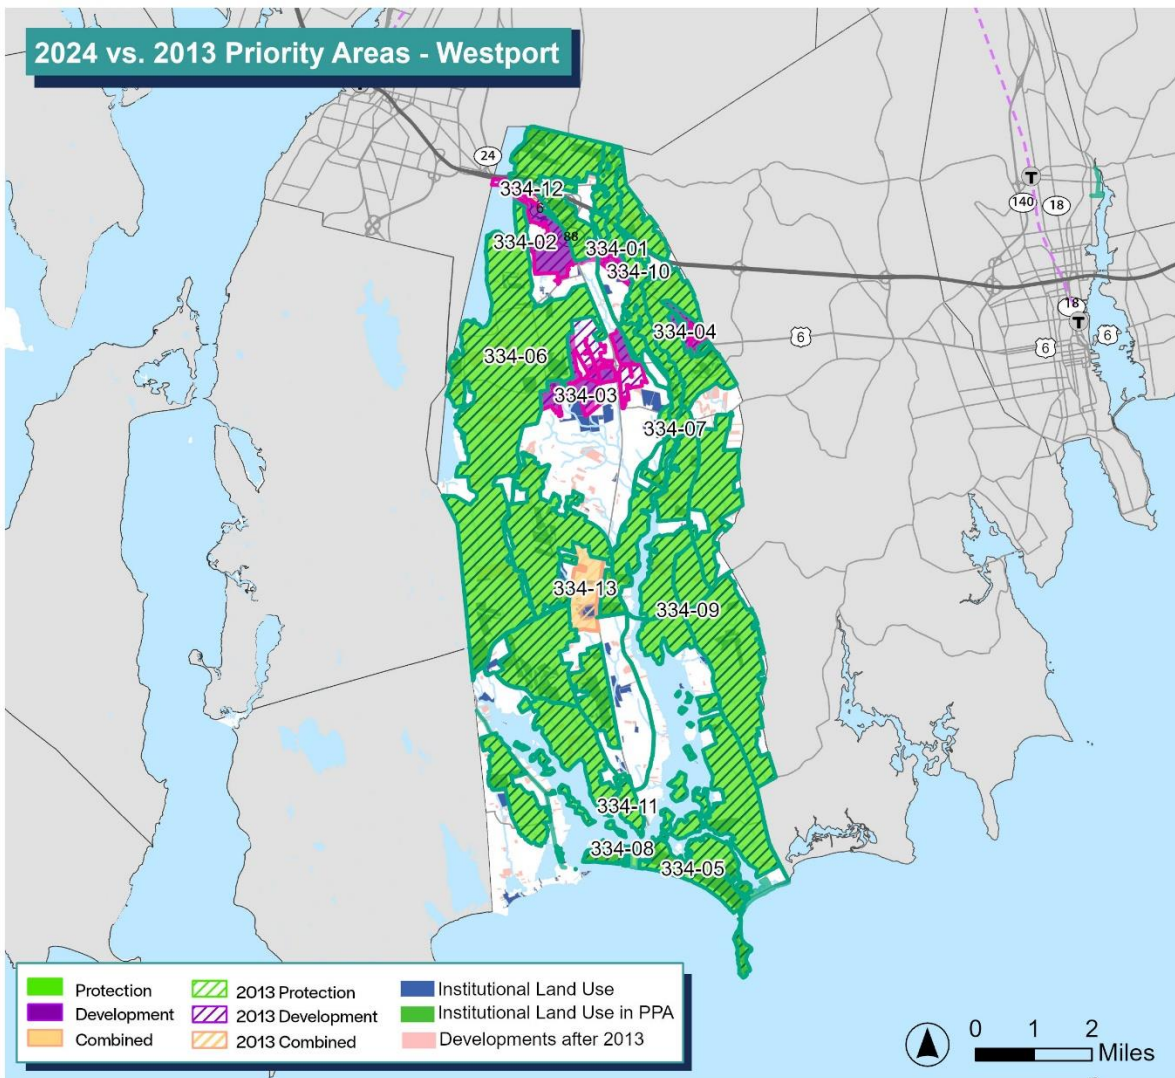 2024 vs. 2013 Priority Areas - Westport
24
334-12
6
334-02
88
334-01
334-10
T
140
18
18
T
334-04
6
6
6
334-06
334-03
334-07
334-13
334-09
334-11
334-08
334-05
Protection
2013 Protection
Institutional Land Use
Development
2013 Development
Institutional Land Use in PPA
Combined
2013 Combined
Developments after 2013
0 1 2
Miles